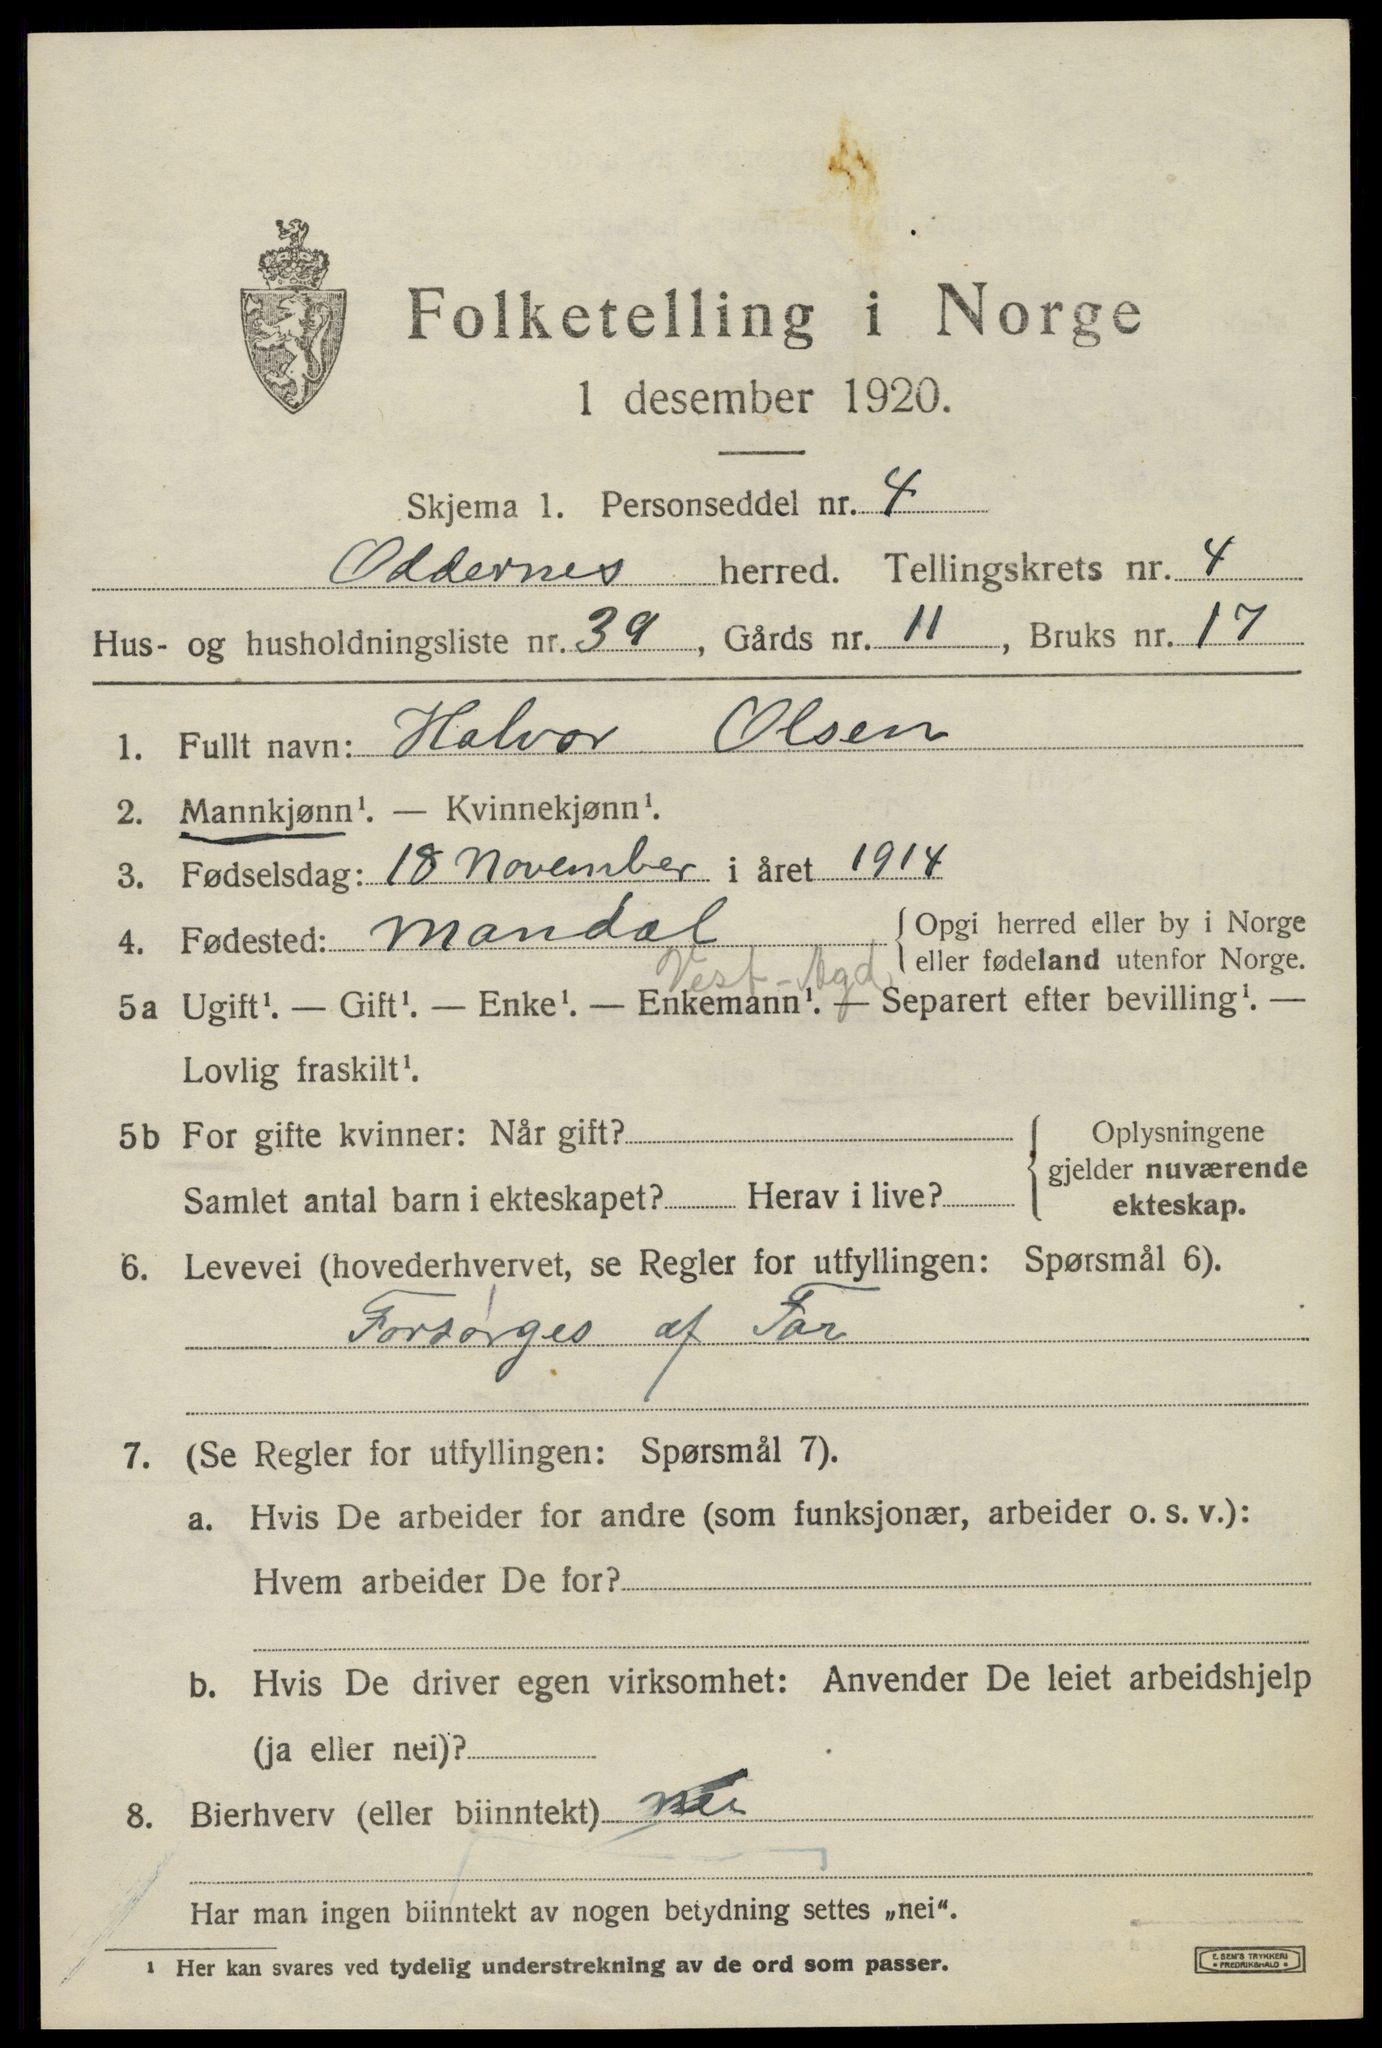 Folketelling i Norge
1 desember 1920.
Skjema 1. Personseddel nr. 4
Oddernes herred. Tellingskrets nr. 4
Hus- og husholdningsliste nr. 39, Gårds nr. 11, Bruks nr. 17
1. Fullt navn: Halvor Olsen
2. Mannkjønn¹. — Kvinnekjønn¹.
3. Fødselsdag: 18 November i året 1914
4. Fødested: Mandal { Opgi herred eller by i Norge
eller fødeland utenfor Norge.
Vest-Agd
5a Ugift¹. — Gift¹. — Enke¹. — Enkemann¹. — Separert efter bevilling¹. —
Lovlig fraskilt¹.
5b For gifte kvinner: Når gift? { Oplysningene
gjelder nuværende
Samlet antal barn i ekteskapet? Herav i live? ekteskap.
6. Levevei (hovederhvervet, se Regler for utfyllingen: Spørsmål 6).
Forsørges af Far
7. (Se Regler for utfyllingen: Spørsmål 7).
a. Hvis De arbeider for andre (som funksjonær, arbeider o. s. v.):
Hvem arbeider De for?
b. Hvis De driver egen virksomhet: Anvender De leiet arbeidshjelp
(ja eller nei)?
8. Bierhverv (eller biinntekt) nei
Har man ingen biinntekt av nogen betydning settes „nei“.
¹ Her kan svares ved tydelig understrekning av de ord som passer.
E. SEM'S TRYKKERI
• FREDRIKSHALD •